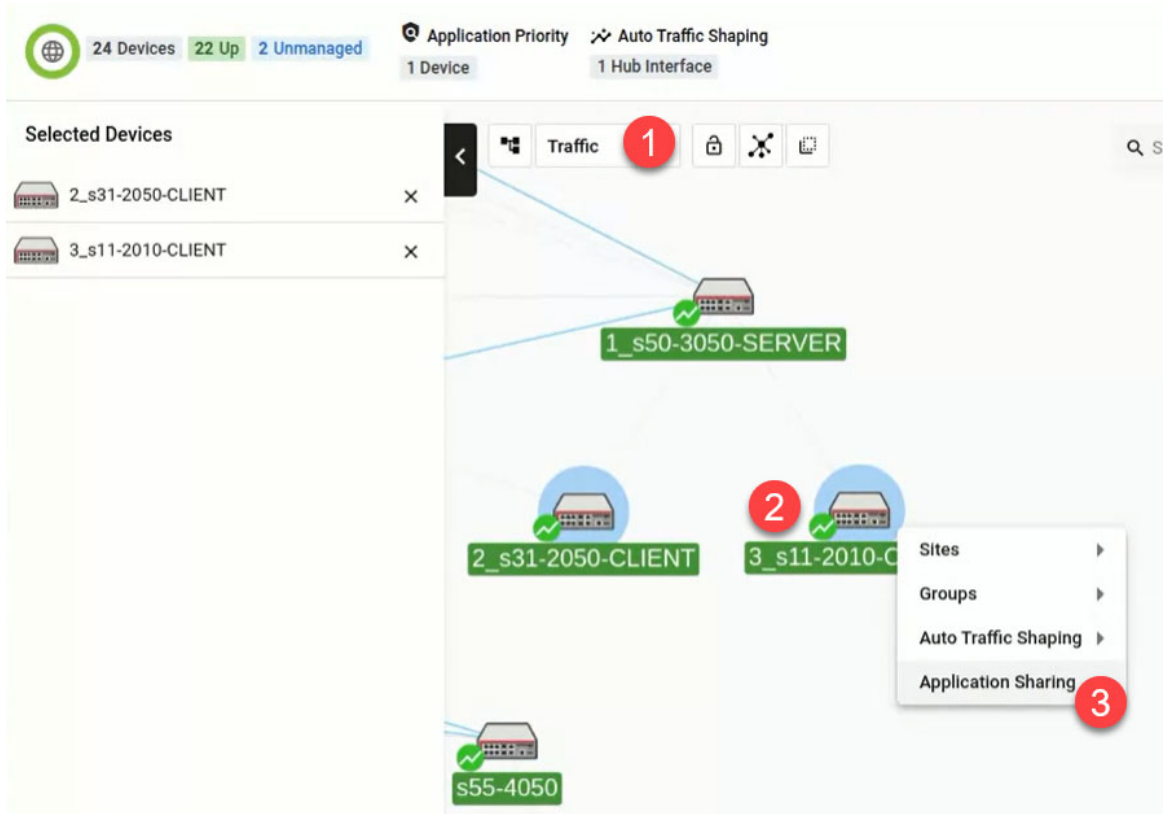 24 Devices 22 Up 2 Unmanaged
Application Priority
1 Device
Auto Traffic Shaping
1 Hub Interface
Selected Devices
2_s31-2050-CLIENT
3_s11-2010-CLIENT
Traffic
1
S
1_s50-3050-SERVER
2_s31-2050-CLIENT
2
3_s11-2010-C
Sites
Groups
Auto Traffic Shaping
Application Sharing
3
s55-4050